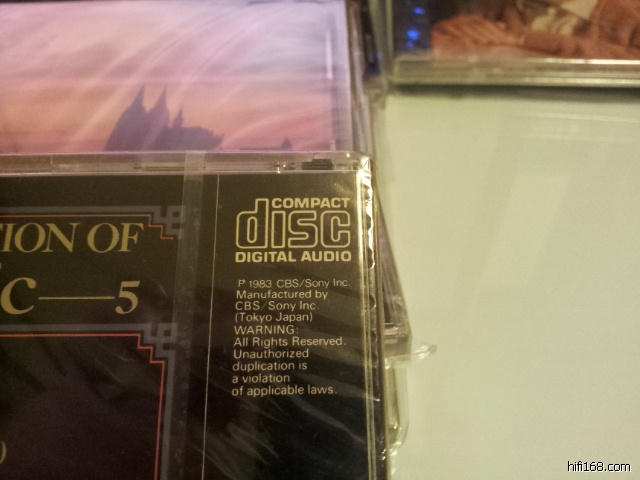 TION OF
C—5
COMPACT
disc
DIGITAL AUDIO
℗ 1983 CBS/Sony Inc.
Manufactured by
CBS/Sony Inc.
(Tokyo Japan)
WARNING:
All Rights Reserved.
Unauthorized
duplication is
a violation
of applicable laws.
)
hifi168.com